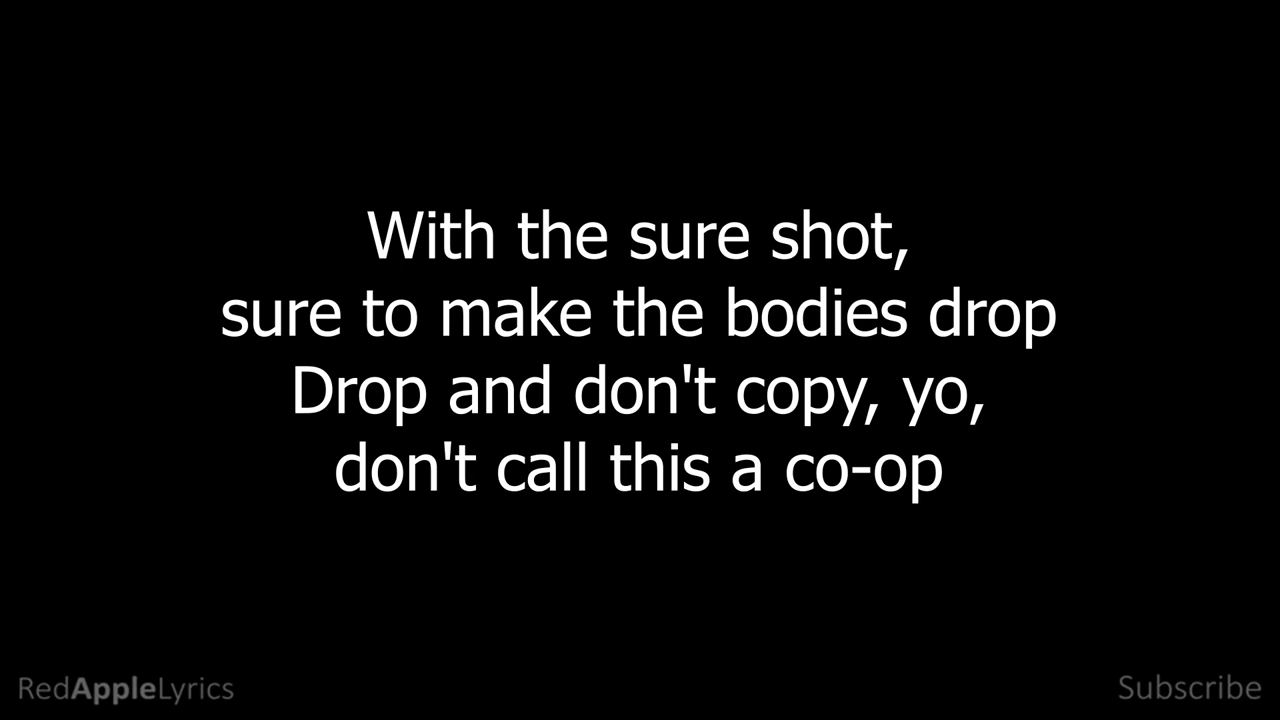 With the sure shot,
sure to make the bodies drop
Drop and don't copy, yo,
don't call this a co-op
RedAppleLyrics
Subscribe